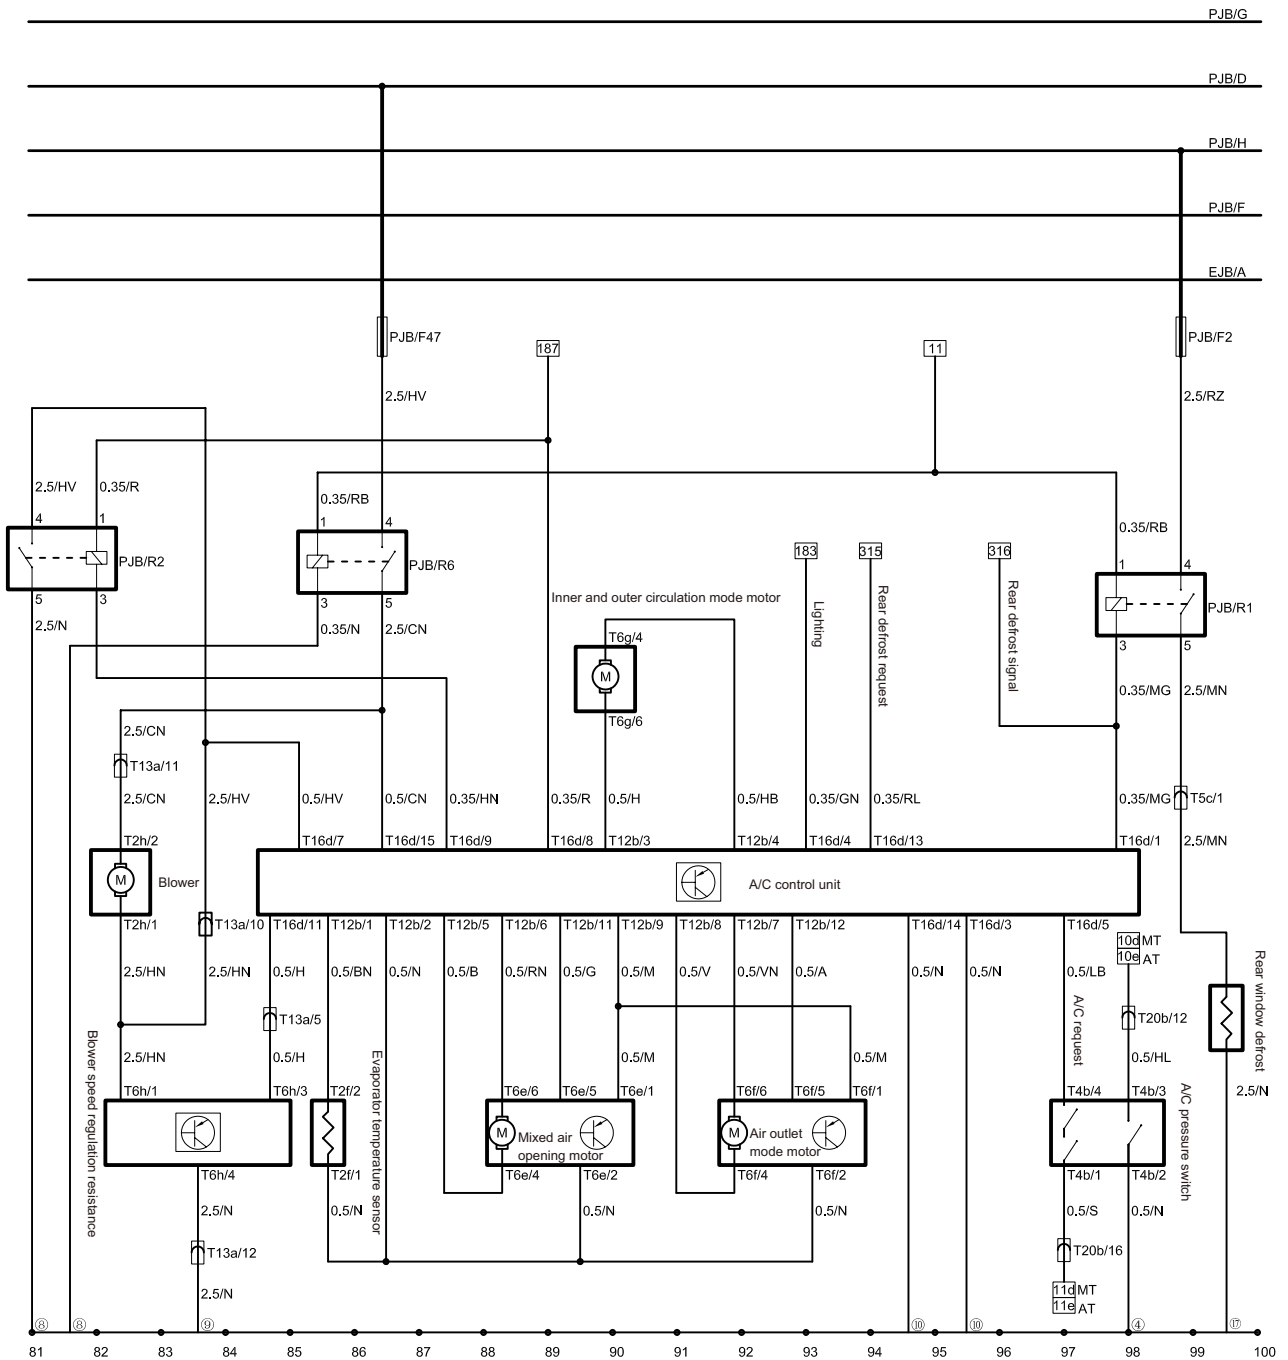 PJB/G
PJB/D
PJB/H
PJB/F
EJB/A
PJB/F47
187
11
PJB/F2
2.5/HV
2.5/RZ
2.5/HV
0.35/R
0.35/RB
0.35/RB
4
1
PJB/R2
5
3
1
4
PJB/R6
3
5
183
315
316
1
4
PJB/R1
3
5
2.5/N
0.35/N
2.5/CN
Inner and outer circulation mode motor
T6g/4
M
T6g/6
Lighting
Rear defrost request
Rear defrost signal
0.35/MG
2.5/MN
2.5/CN
T13a/11
2.5/CN
2.5/HV
0.5/HV
0.5/CN
0.35/HN
0.35/R
0.5/H
0.5/HB
0.35/GN
0.35/RL
0.35/MG
T5c/1
T2h/2
T16d/7
T16d/15
T16d/9
T16d/8
T12b/3
T12b/4
T16d/4
T16d/13
T16d/1
2.5/MN
M
Blower
A/C control unit
T2h/1
T13a/10
T16d/11
T12b/1
T12b/2
T12b/5
T12b/6
T12b/11
T12b/9
T12b/8
T12b/7
T12b/12
T16d/14
T16d/3
T16d/5
10d MT
10e AT
2.5/HN
2.5/HN
0.5/H
0.5/BN
0.5/N
0.5/B
0.5/RN
0.5/G
0.5/M
0.5/V
0.5/VN
0.5/A
0.5/N
0.5/N
0.5/LB
T13a/5
A/C request
T20b/12
Rear window defrost
2.5/HN
0.5/H
0.5/M
0.5/M
0.5/HL
T6h/1
T6h/3
T2f/2
T6e/6
T6e/5
T6e/1
T6f/6
T6f/5
T6f/1
T4b/4
T4b/3
2.5/N
Blower speed regulation resistance
Evaporator temperature sensor
M
Mixed air
opening motor
M
Air outlet
mode motor
A/C pressure switch
T6h/4
T2f/1
T6e/4
T6e/2
T6f/4
T6f/2
T4b/1
T4b/2
2.5/N
0.5/N
0.5/N
0.5/N
0.5/S
0.5/N
T13a/12
T20b/16
2.5/N
11d MT
11e AT
⑧
⑧
⑨
⑩
⑩
④
⑰
81
82
83
84
85
86
87
88
89
90
91
92
93
94
95
96
97
98
99
100